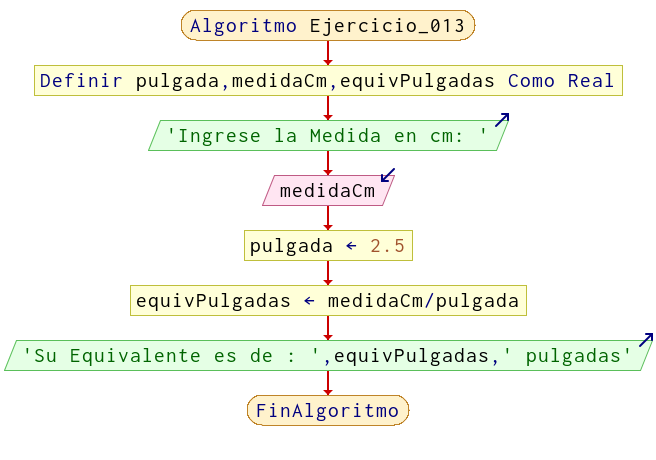 Algoritmo Ejercicio_013
Definir pulgada,medidaCm,equivPulgadas Como Real
'Ingrese la Medida en cm: '
medidaCm
pulgada ← 2.5
equivPulgadas ← medidaCm/pulgada
'Su Equivalente es de : ',equivPulgadas,' pulgadas'
FinAlgoritmo